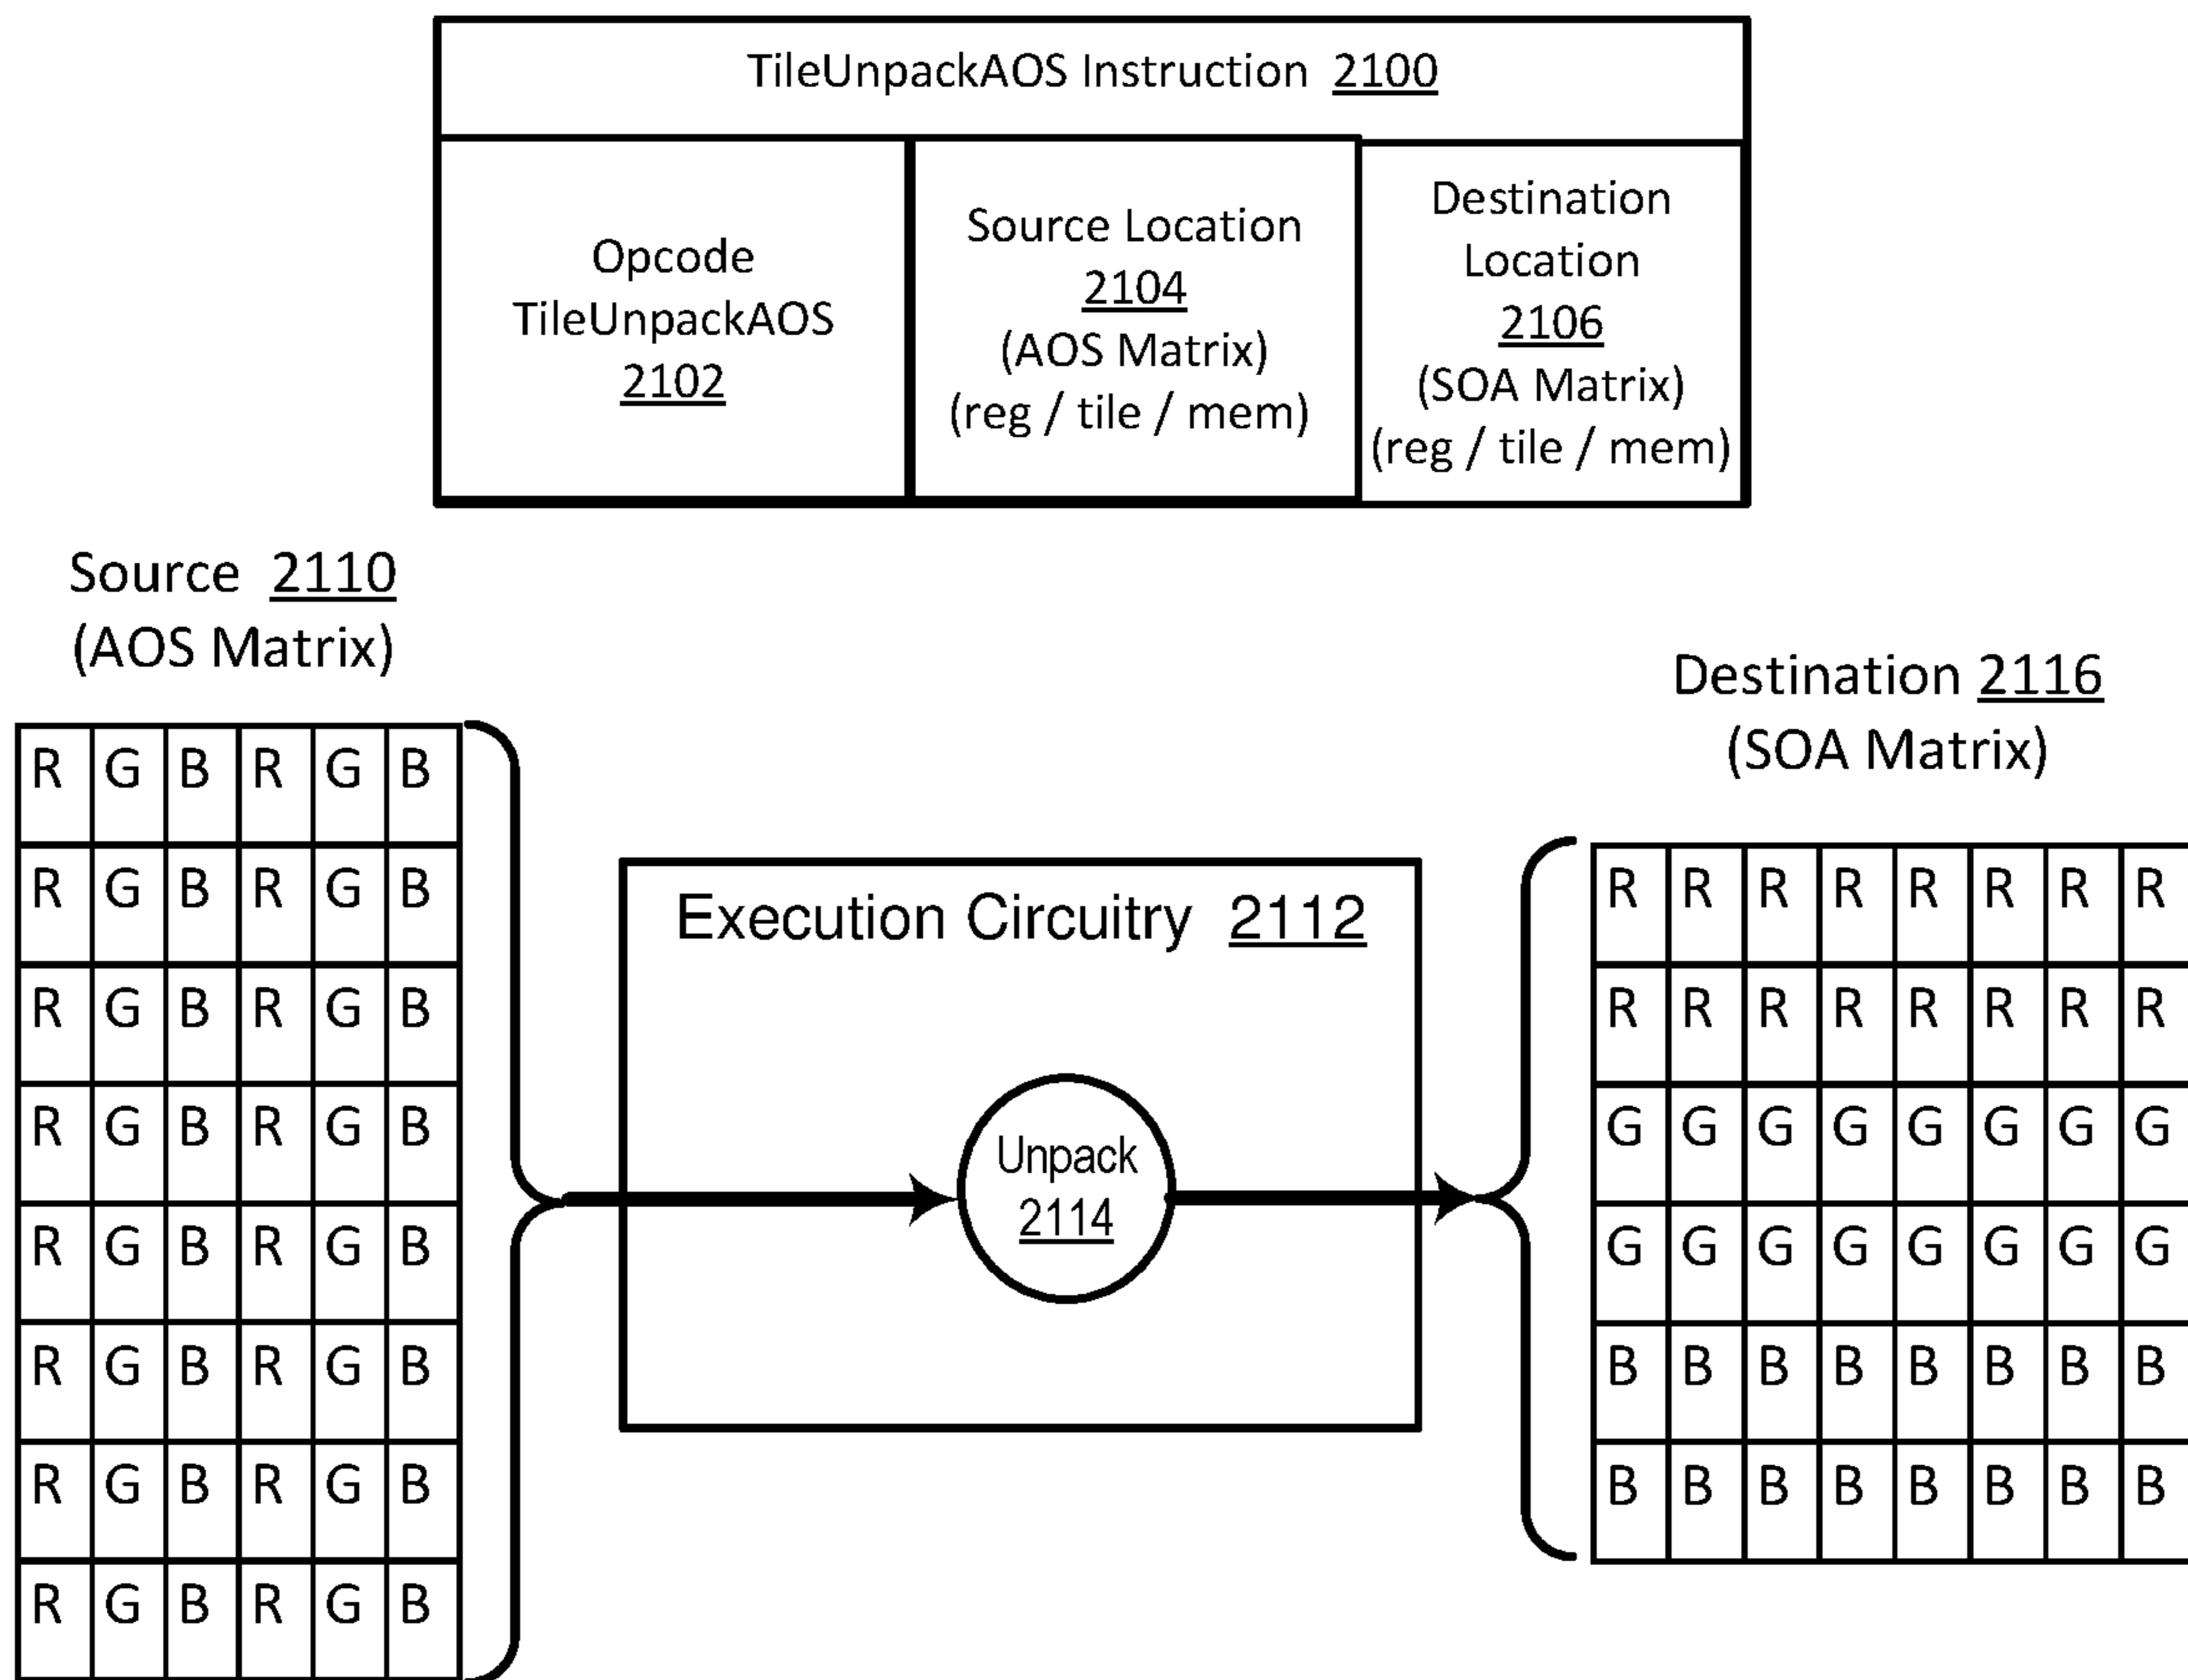 TileUnpackAOS Instruction 2100
Opcode
TileUnpackAOS
2102
Source Location
2104
(AOS Matrix)
(reg / tile / mem)
Destination
Location
2106
(SOA Matrix)
(reg / tile / mem)
Source 2110
(AOS Matrix)
R G B R G B
R G B R G B
R G B R G B
R G B R G B
R G B R G B
R G B R G B
R G B R G B
R G B R G B
Execution Circuitry 2112
Unpack
2114
Destination 2116
(SOA Matrix)
R R R R R R R R
R R R R R R R R
G G G G G G G G
G G G G G G G G
B B B B B B B B
B B B B B B B B